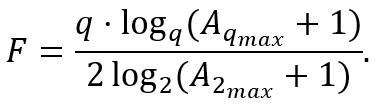 F = \frac{q \cdot \log_q(A_{q_{max}} + 1)}{2 \log_2(A_{2_{max}} + 1)}.